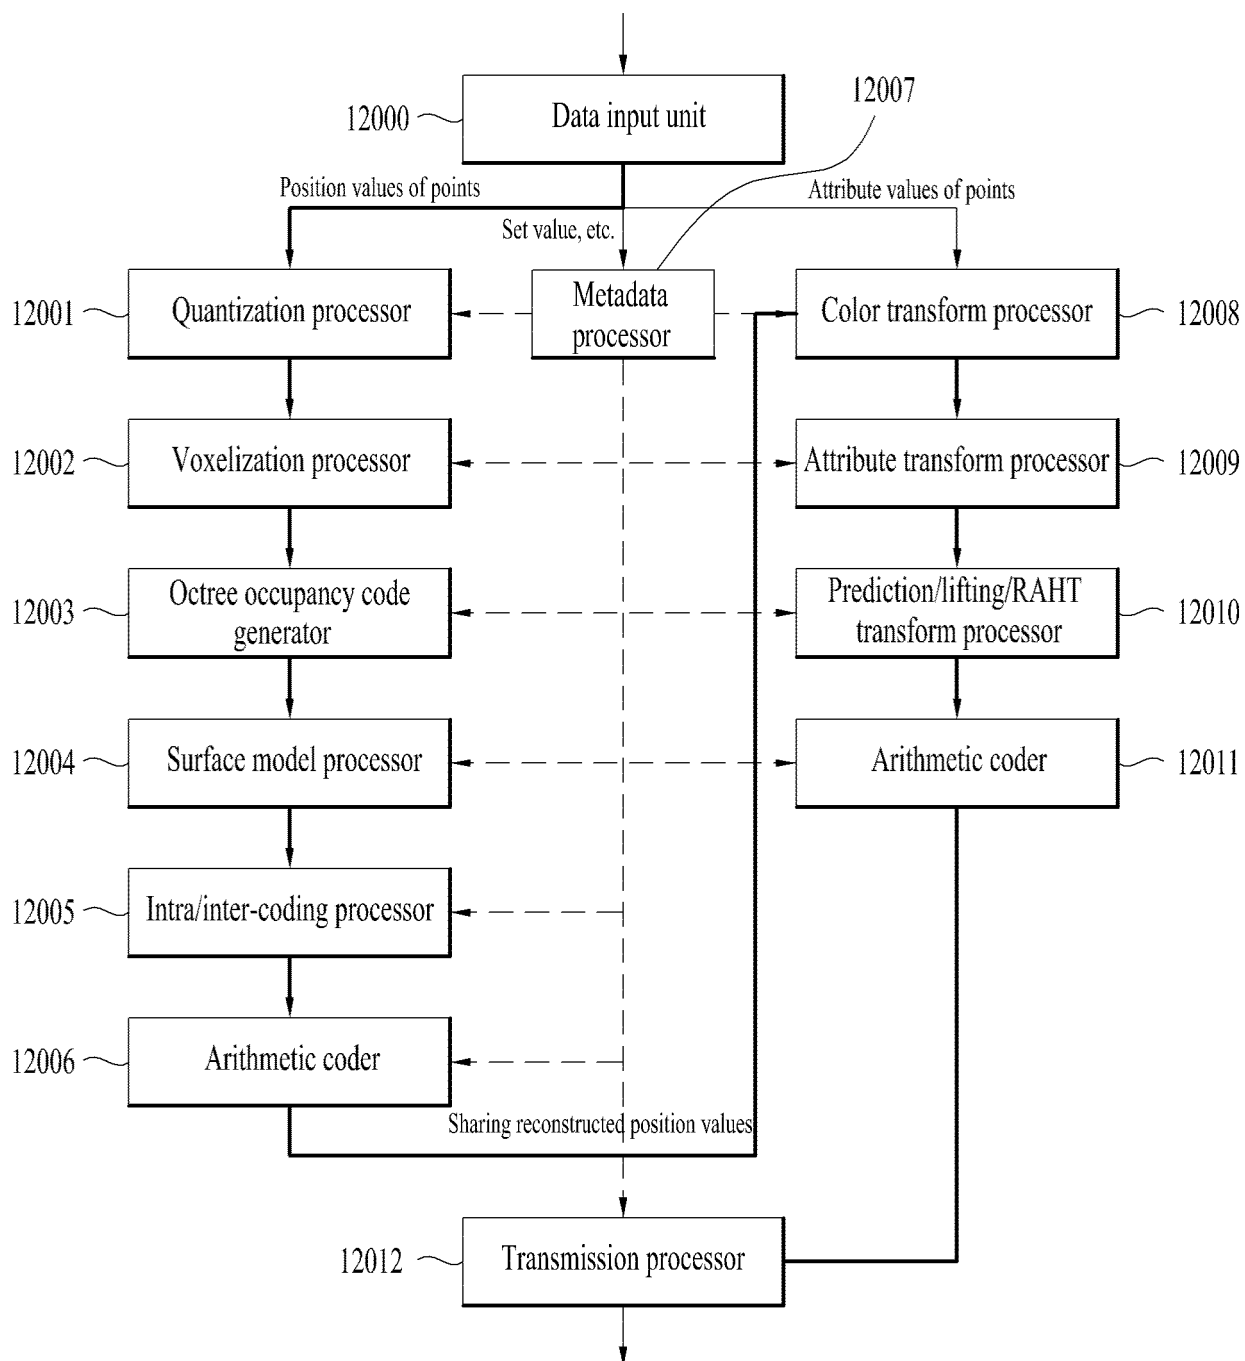 12007
12000
Data input unit
Position values of points
Attribute values of points
Set value, etc.
12001
Quantization processor
Metadata
processor
Color transform processor
12008
12002
Voxelization processor
Attribute transform processor
12009
12003
Octree occupancy code
generator
Prediction/lifting/RAHT
transform processor
12010
12004
Surface model processor
Arithmetic coder
12011
12005
Intra/inter-coding processor
12006
Arithmetic coder
Sharing reconstructed position values
12012
Transmission processor